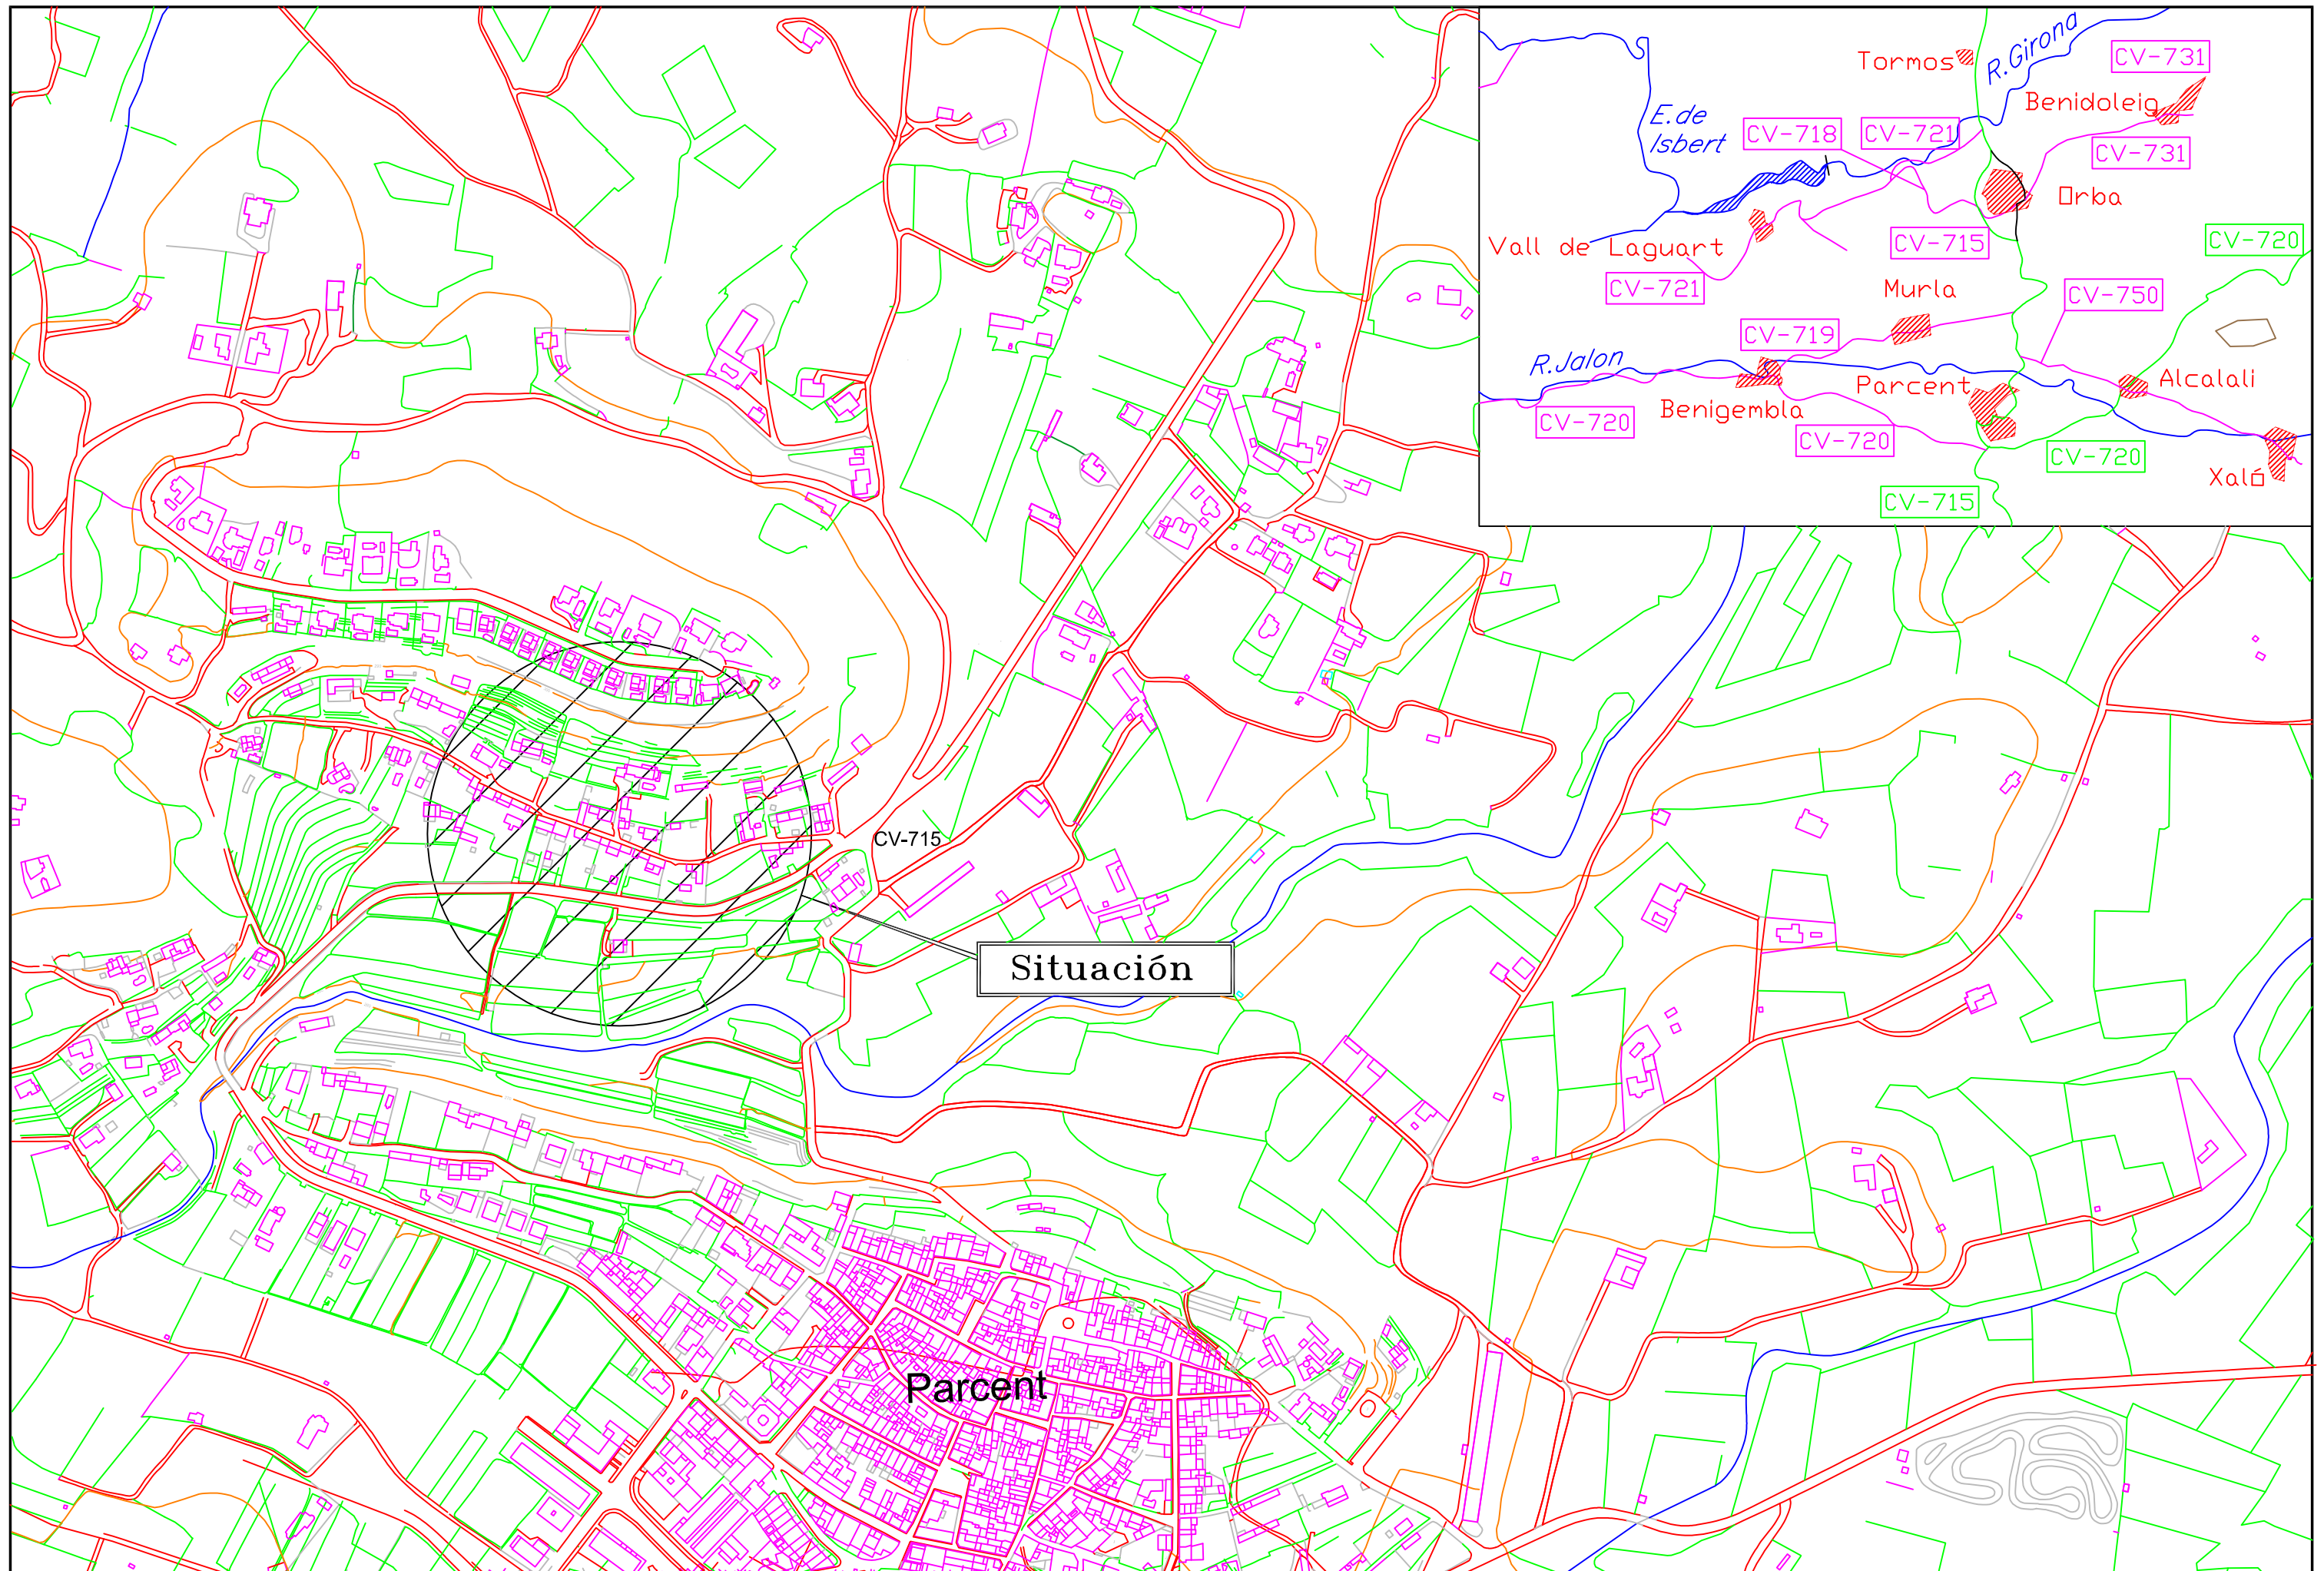 Tormos
R.Girona
CV-731
Benidoleig
E.de
Isbert
CV-718
CV-721
CV-731
Orba
Vall de Laguart
CV-715
CV-720
CV-721
Murla
CV-750
CV-719
R.Jalon
Parcent
Alcalali
Benigembla
CV-720
CV-720
CV-720
Xaló
CV-715
CV-715
Situación
Parcent